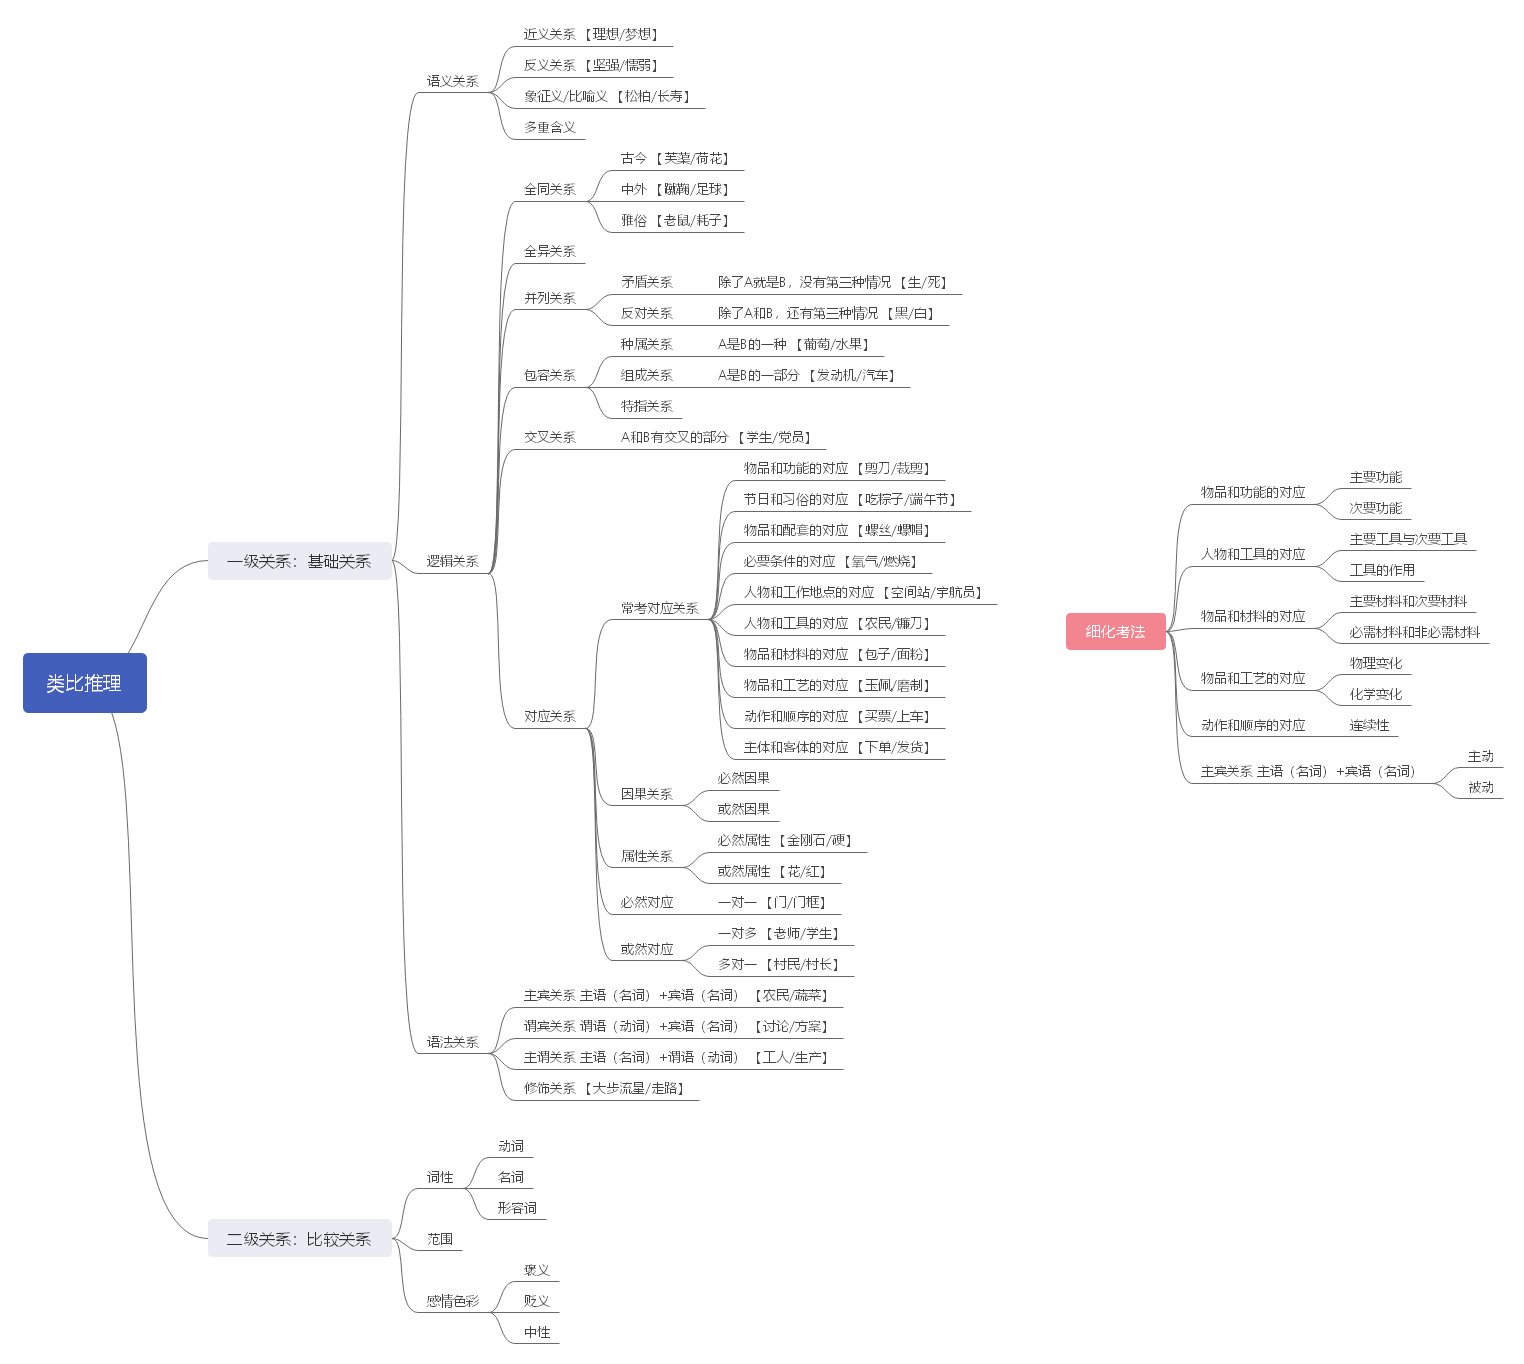 类比推理
一级关系：基础关系
语义关系
近义关系 【理想/梦想】
反义关系 【坚强/懦弱】
象征义/比喻义 【松柏/长寿】
多重含义
逻辑关系
全同关系
古今 【芙蕖/荷花】
中外 【蹴鞠/足球】
雅俗 【老鼠/耗子】
全异关系
并列关系
矛盾关系
除了A就是B，没有第三种情况 【生/死】
反对关系
除了A和B，还有第三种情况 【黑/白】
包容关系
种属关系
A是B的一种 【葡萄/水果】
组成关系
A是B的一部分 【发动机/汽车】
特指关系
交叉关系
A和B有交叉的部分 【学生/党员】
对应关系
常考对应关系
物品和功能的对应 【剪刀/裁剪】
节日和习俗的对应 【吃粽子/端午节】
物品和配套的对应 【螺丝/螺帽】
必要条件的对应 【氧气/燃烧】
人物和工作地点的对应 【空间站/宇航员】
人物和工具的对应 【农民/镰刀】
物品和材料的对应 【包子/面粉】
物品和工艺的对应 【玉佩/磨制】
动作和顺序的对应 【买票/上车】
主体和客体的对应 【下单/发货】
因果关系
必然因果
或然因果
属性关系
必然属性 【金刚石/硬】
或然属性 【花/红】
必然对应
一对一 【门/门框】
或然对应
一对多 【老师/学生】
多对一 【村民/村长】
语法关系
主宾关系 主语（名词）+宾语（名词） 【农民/蔬菜】
谓宾关系 谓语（动词）+宾语（名词） 【讨论/方案】
主谓关系 主语（名词）+谓语（动词） 【工人/生产】
修饰关系 【大步流星/走路】
二级关系：比较关系
词性
动词
名词
形容词
范围
感情色彩
褒义
贬义
中性
细化考法
物品和功能的对应
主要功能
次要功能
人物和工具的对应
主要工具与次要工具
工具的作用
物品和材料的对应
主要材料和次要材料
必需材料和非必需材料
物品和工艺的对应
物理变化
化学变化
动作和顺序的对应
连续性
主宾关系 主语（名词）+宾语（名词）
主动
被动